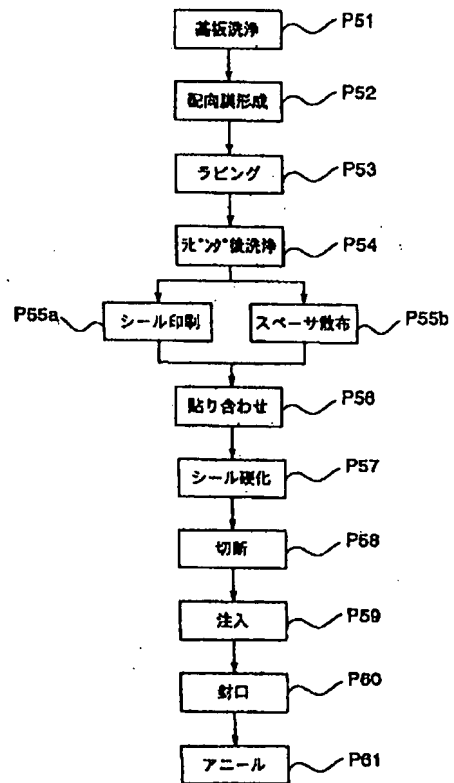 基板洗浄 P51
配向膜形成 P52
ラビング P53
ラビング後洗浄 P54
P55a シール印刷 スペーサ散布 P55b
貼り合わせ P56
シール硬化 P57
切断 P58
注入 P59
封口 P60
アニール P61